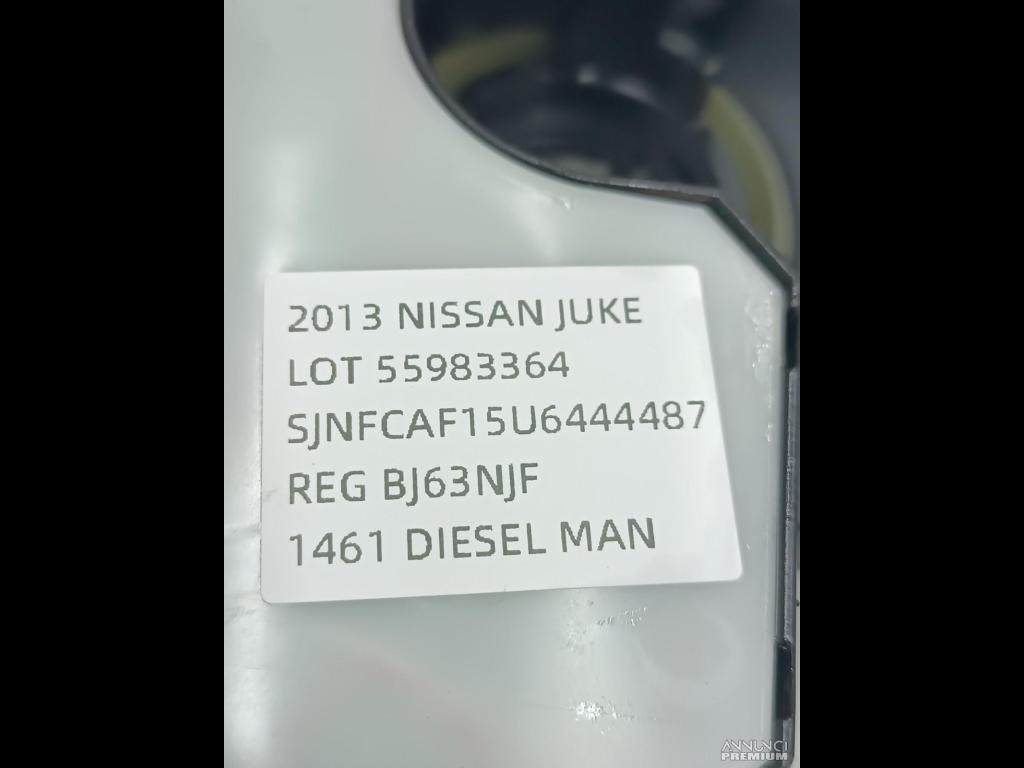 2013 NISSAN JUKE
LOT 55983364
SJNFCAF15U6444487
REG BJ63NJF
1461 DIESEL MAN
ANNUNCI
PREMIUM